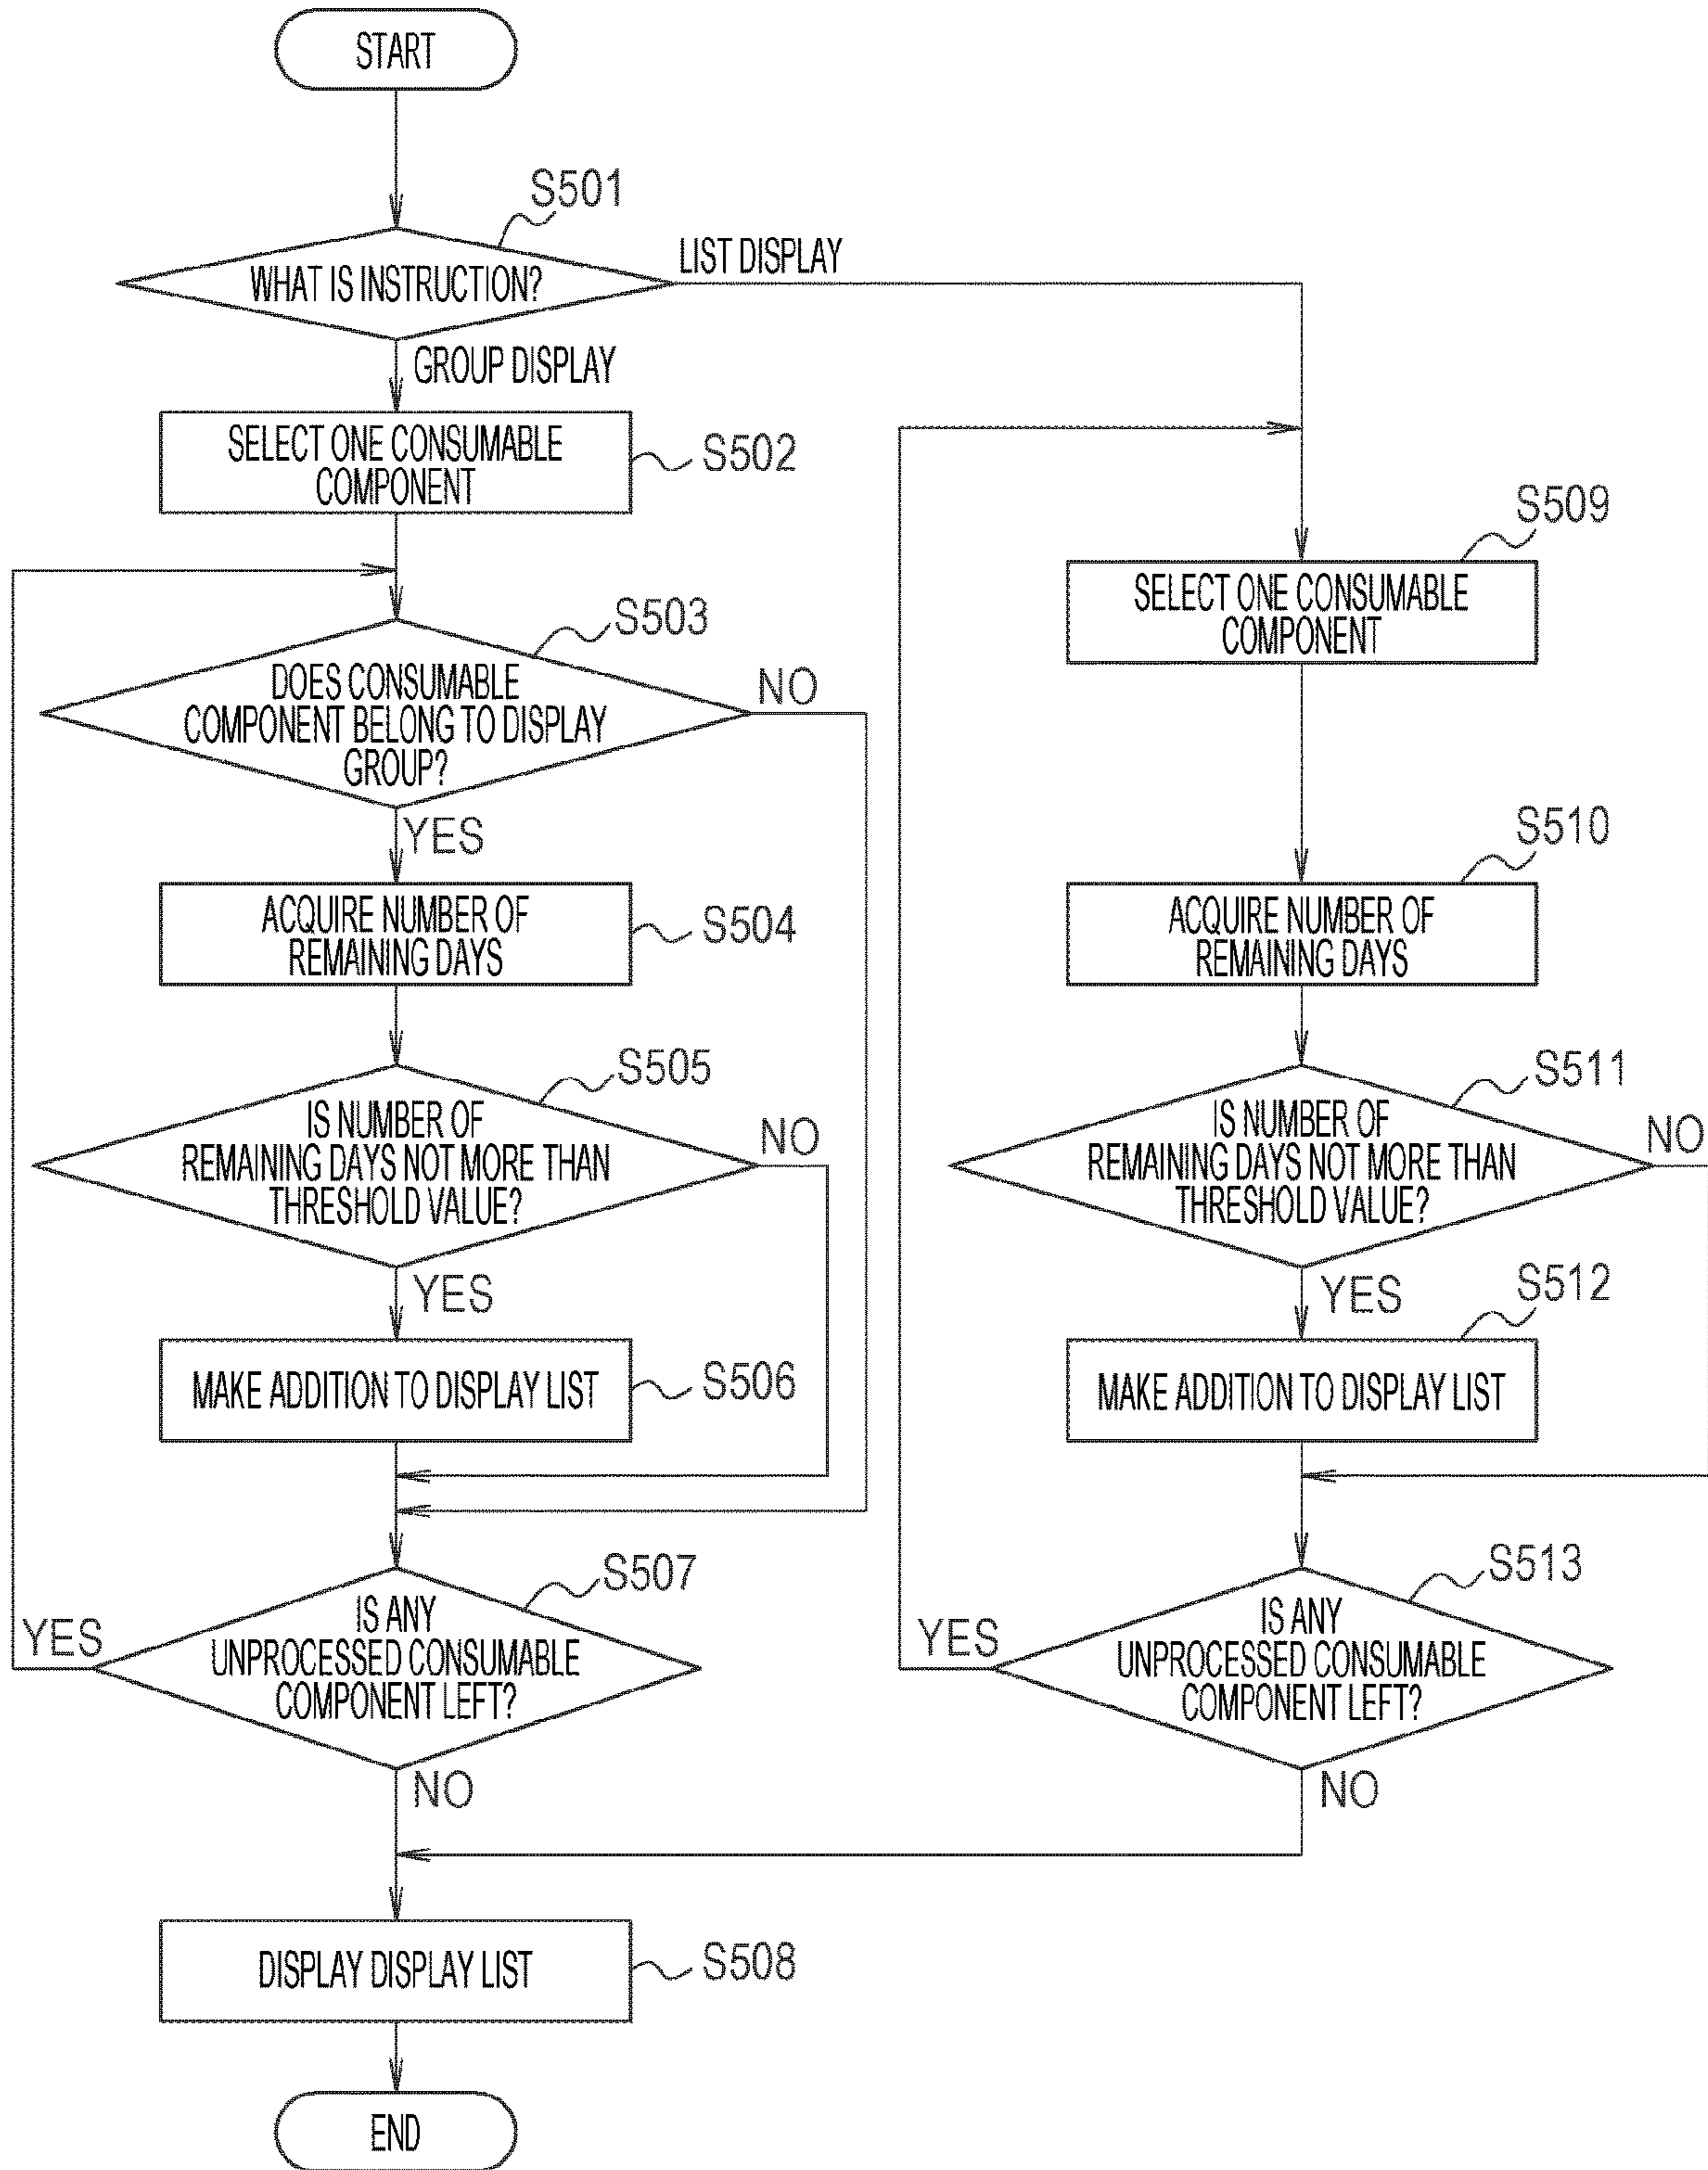 START
S501
WHAT IS INSTRUCTION?
LIST DISPLAY
GROUP DISPLAY
SELECT ONE CONSUMABLE
COMPONENT
S502
S503
DOES CONSUMABLE
COMPONENT BELONG TO DISPLAY
GROUP?
NO
YES
ACQUIRE NUMBER OF
REMAINING DAYS
S504
S505
IS NUMBER OF
REMAINING DAYS NOT MORE THAN
THRESHOLD VALUE?
NO
YES
MAKE ADDITION TO DISPLAY LIST
S506
S507
IS ANY
UNPROCESSED CONSUMABLE
COMPONENT LEFT?
YES
NO
DISPLAY DISPLAY LIST
S508
END
S509
SELECT ONE CONSUMABLE
COMPONENT
S510
ACQUIRE NUMBER OF
REMAINING DAYS
S511
IS NUMBER OF
REMAINING DAYS NOT MORE THAN
THRESHOLD VALUE?
NO
YES
S512
MAKE ADDITION TO DISPLAY LIST
S513
IS ANY
UNPROCESSED CONSUMABLE
COMPONENT LEFT?
YES
NO